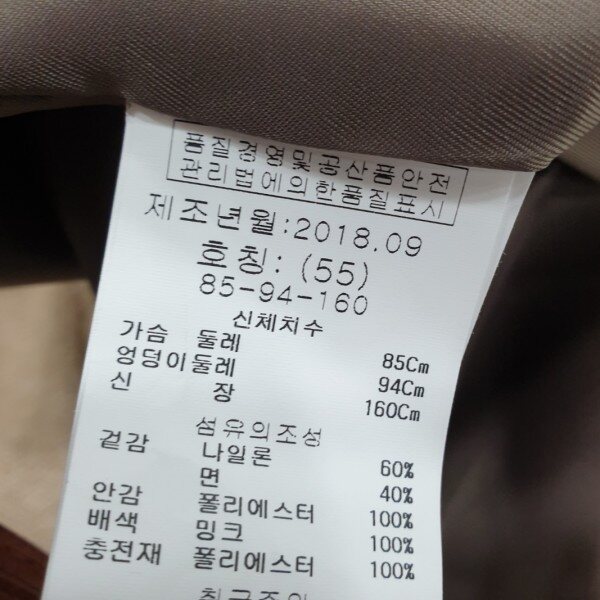 품질경영및공산품안전
관리법에의한품질표시
제조년월:2018.09
호칭: (55)
85-94-160
신체치수
가슴 둘레 85Cm
엉덩이둘레 94Cm
신 장 160Cm
섬유의조성
겉감 나일론 60%
면 40%
안감 폴리에스터 100%
배색 밍크 100%
충전재 폴리에스터 100%